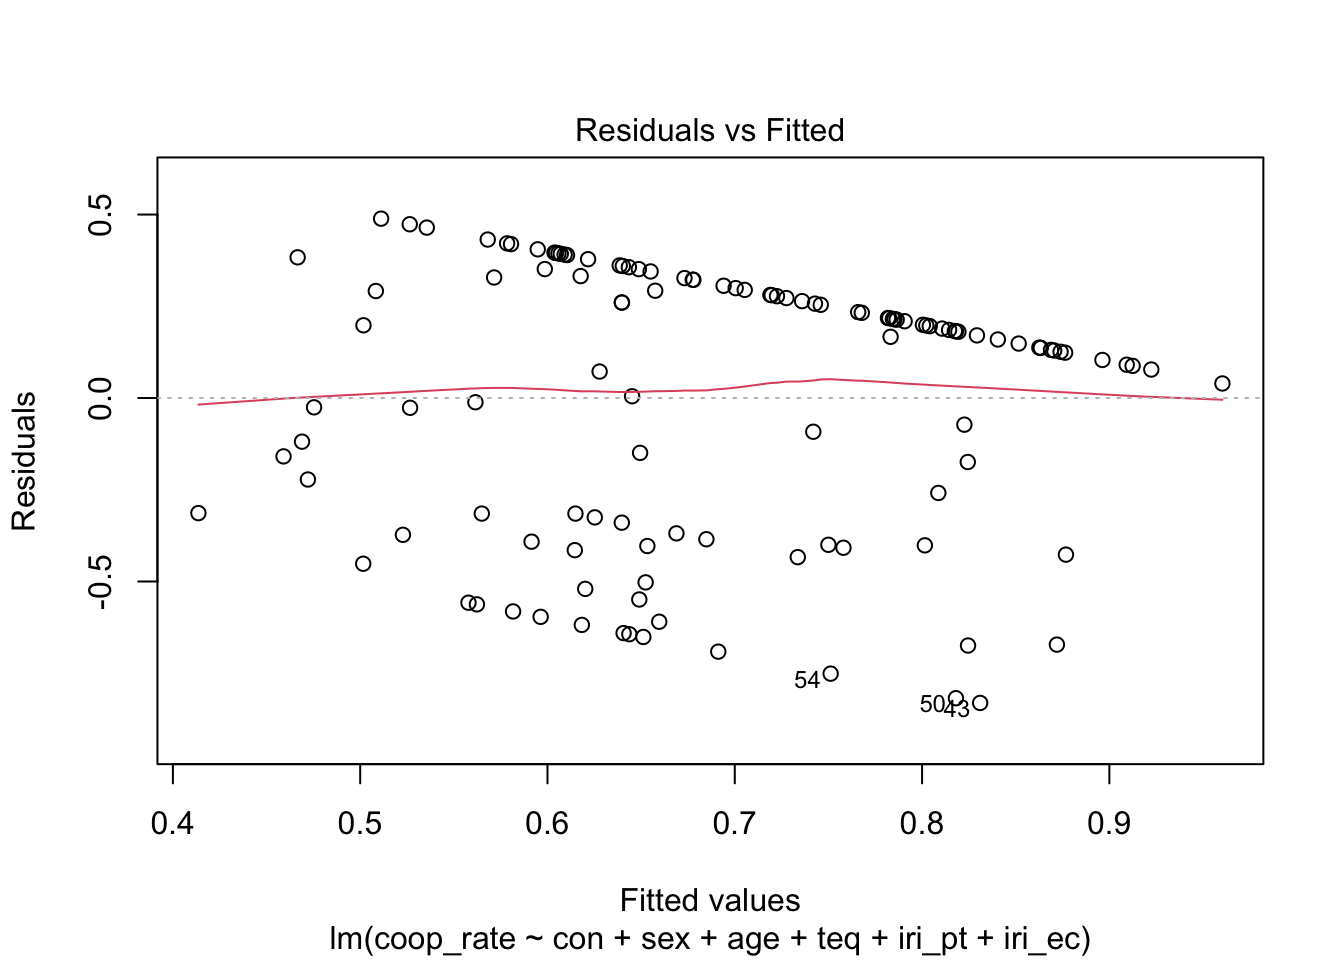 Residuals vs Fitted
Residuals
0.5
0.0
-0.5
54
50
43
0.4 0.5 0.6 0.7 0.8 0.9
Fitted values
lm(coop_rate ~ con + sex + age + teq + iri_pt + iri_ec)